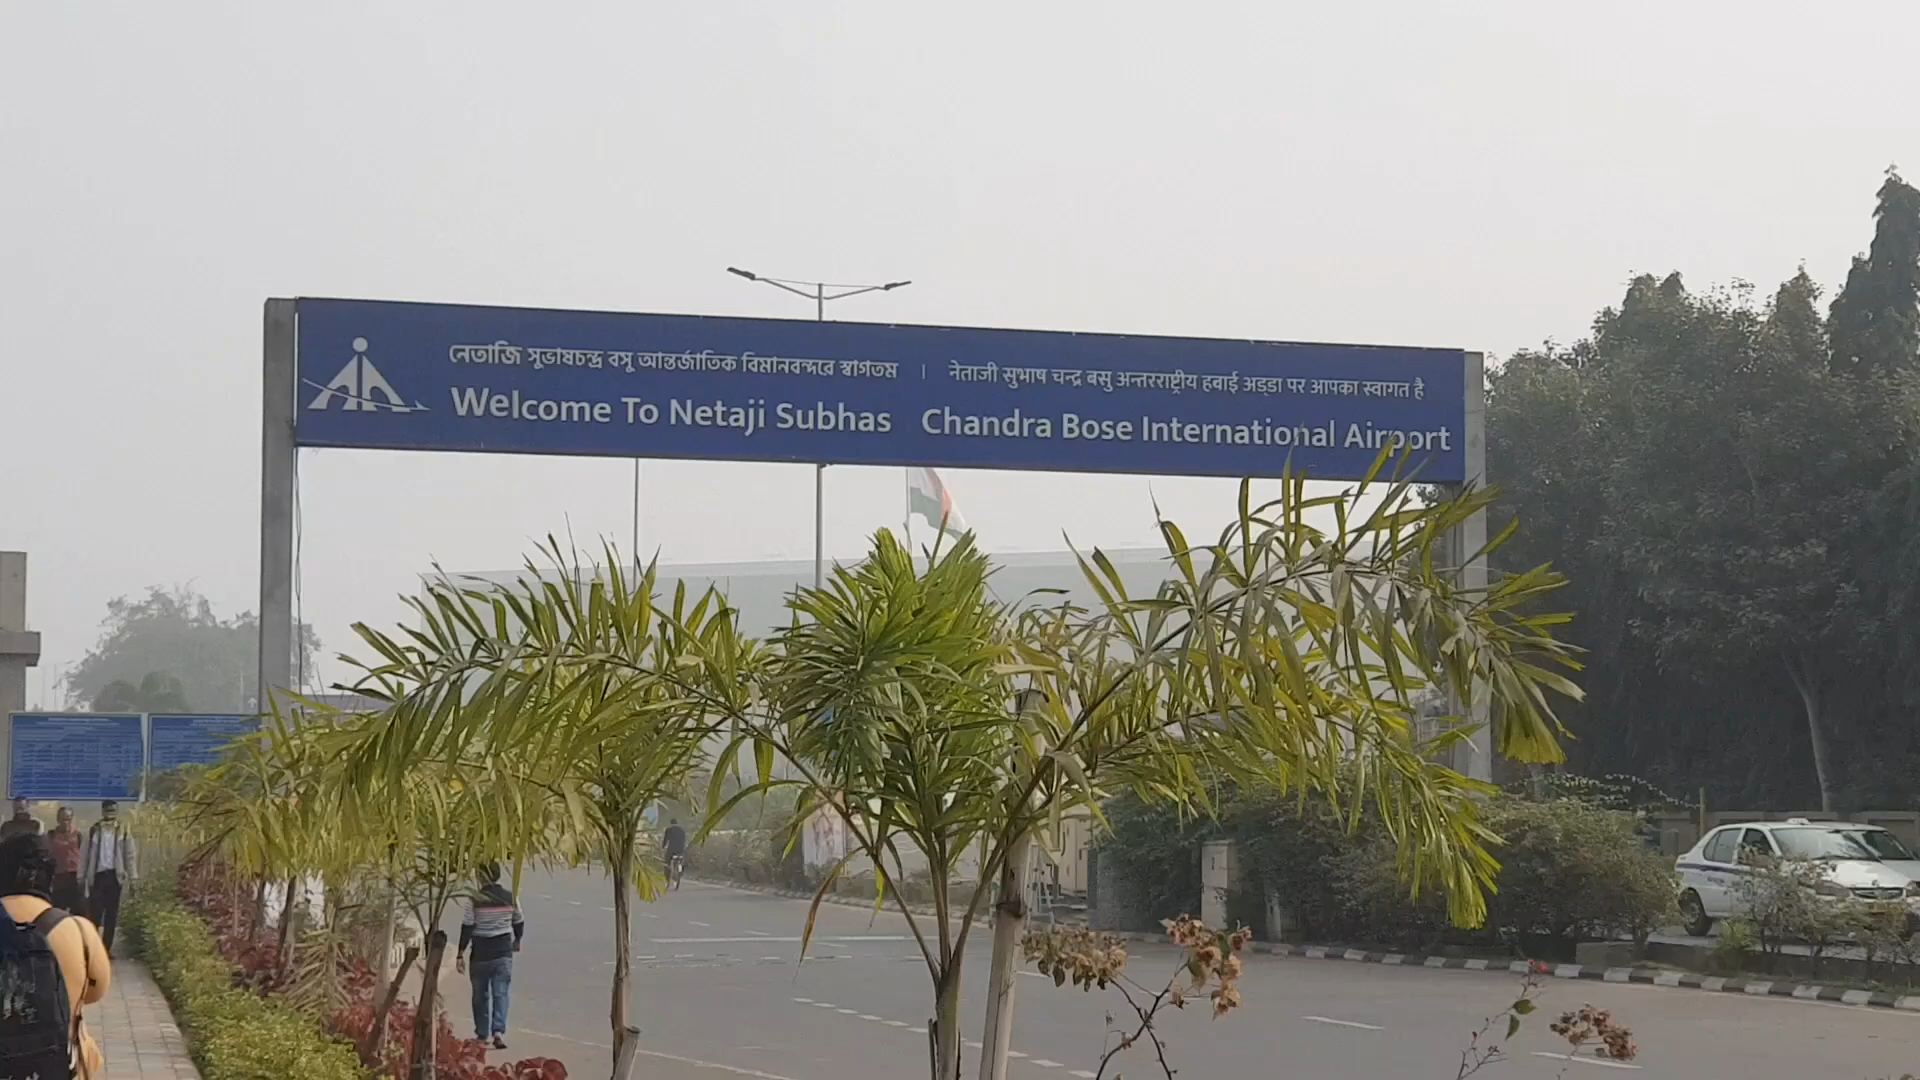 নেতাজি সুভাষচন্দ্র বসু আন্তর্জাতিক বিমানবন্দরে স্বাগতম | नेताजी सुभाष चन्द्र बसु अन्तरराष्ट्रीय हबाई अड्डा पर आपका स्वागत है
Welcome To Netaji Subhas Chandra Bose International Airport